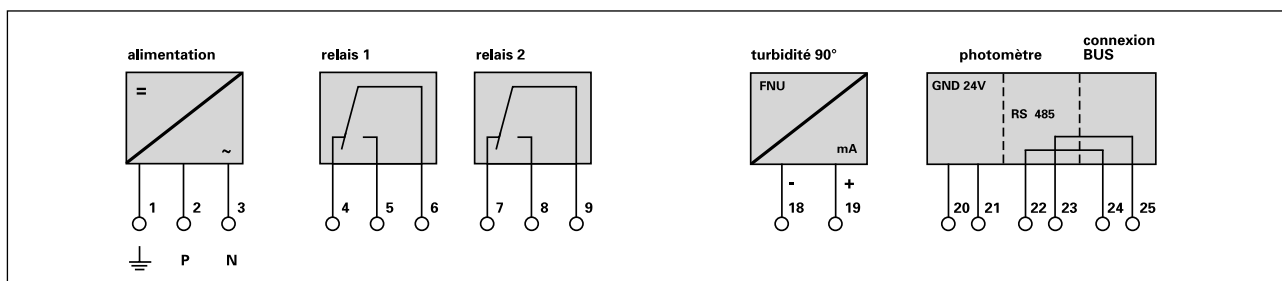 alimentation
relais 1
relais 2
turbidité 90°
photomètre
connexion
BUS
=
~
FNU
mA
GND 24V
RS 485
- +
1 2 3 4 5 6 7 8 9 18 19 20 21 22 23 24 25
P N